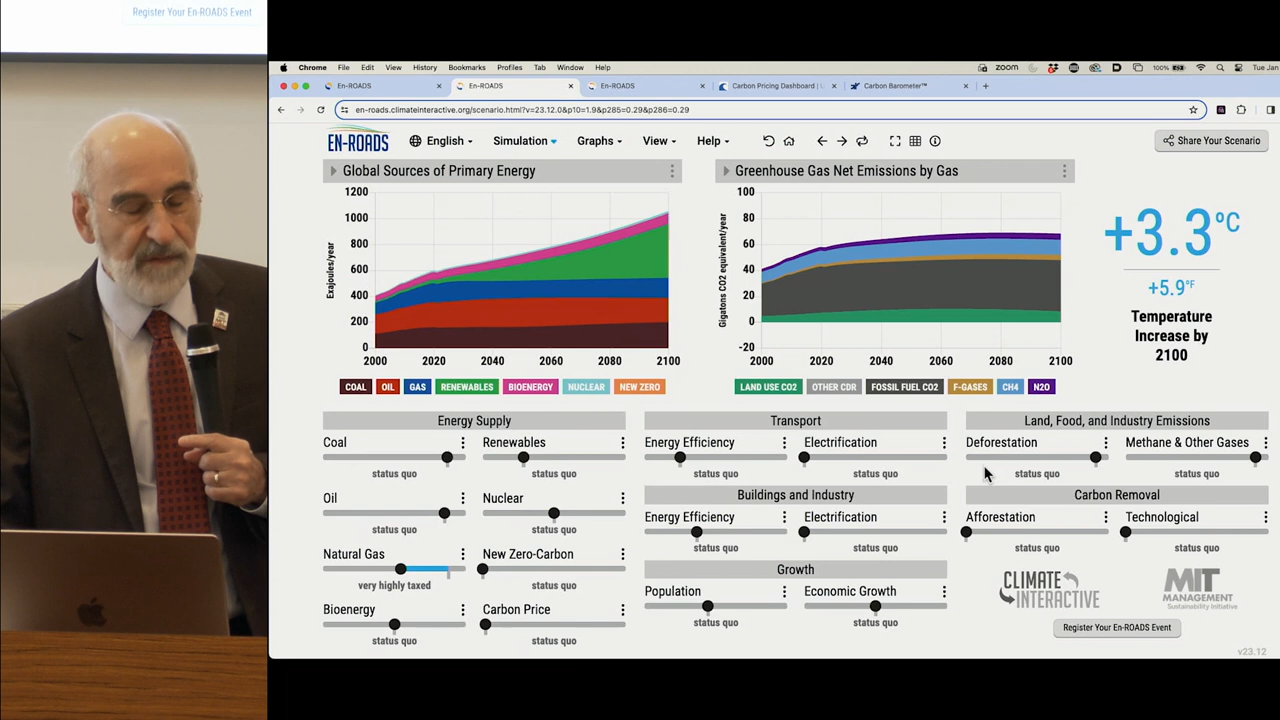 Register Your En-ROADS Event
Chrome File Edit View History Bookmarks Profiles Tab Window Help
zoom 100% Tue Jan
En-ROADS
En-ROADS
En-ROADS
Carbon Pricing Dashboard |
Carbon Barometer™
en-roads.climateinteractive.org/scenario.html?v=23.12.0&p10=1.9&p285=0.29&p286=0.29
EN-ROADS
English
Simulation
Graphs
View
Help
Share Your Scenario
Global Sources of Primary Energy
Exajoules/year
1200
1000
800
600
400
200
0
2000 2020 2040 2060 2080 2100
COAL OIL GAS RENEWABLES BIOENERGY NUCLEAR NEW ZERO
Greenhouse Gas Net Emissions by Gas
Gigatons CO2 equivalent/year
100
80
60
40
20
0
-20
2000 2020 2040 2060 2080 2100
LAND USE CO2 OTHER CDR FOSSIL FUEL CO2 F-GASES CH4 N2O
+3.3°C
+5.9°F
Temperature
Increase by
2100
Energy Supply
Coal
status quo
Renewables
status quo
Oil
status quo
Nuclear
status quo
Natural Gas
very highly taxed
New Zero-Carbon
status quo
Bioenergy
status quo
Carbon Price
status quo
Transport
Energy Efficiency
status quo
Electrification
status quo
Buildings and Industry
Energy Efficiency
status quo
Electrification
status quo
Growth
Population
status quo
Economic Growth
status quo
Land, Food, and Industry Emissions
Deforestation
status quo
Methane & Other Gases
status quo
Carbon Removal
Afforestation
status quo
Technological
status quo
CLIMATE
INTERACTIVE
MIT
MANAGEMENT
Sustainability Initiative
Register Your En-ROADS Event
v23.12